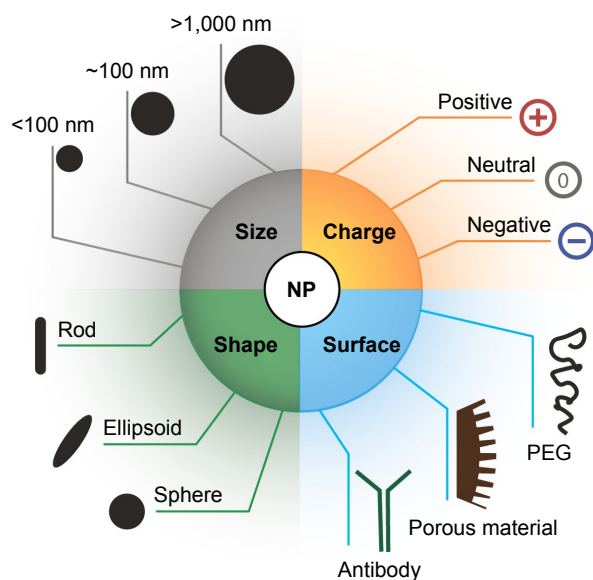 >1,000 nm
~100 nm
<100 nm
Positive
+
Neutral
0
Negative
−
Size
Charge
NP
Shape
Surface
Rod
Ellipsoid
Sphere
PEG
Porous material
Antibody